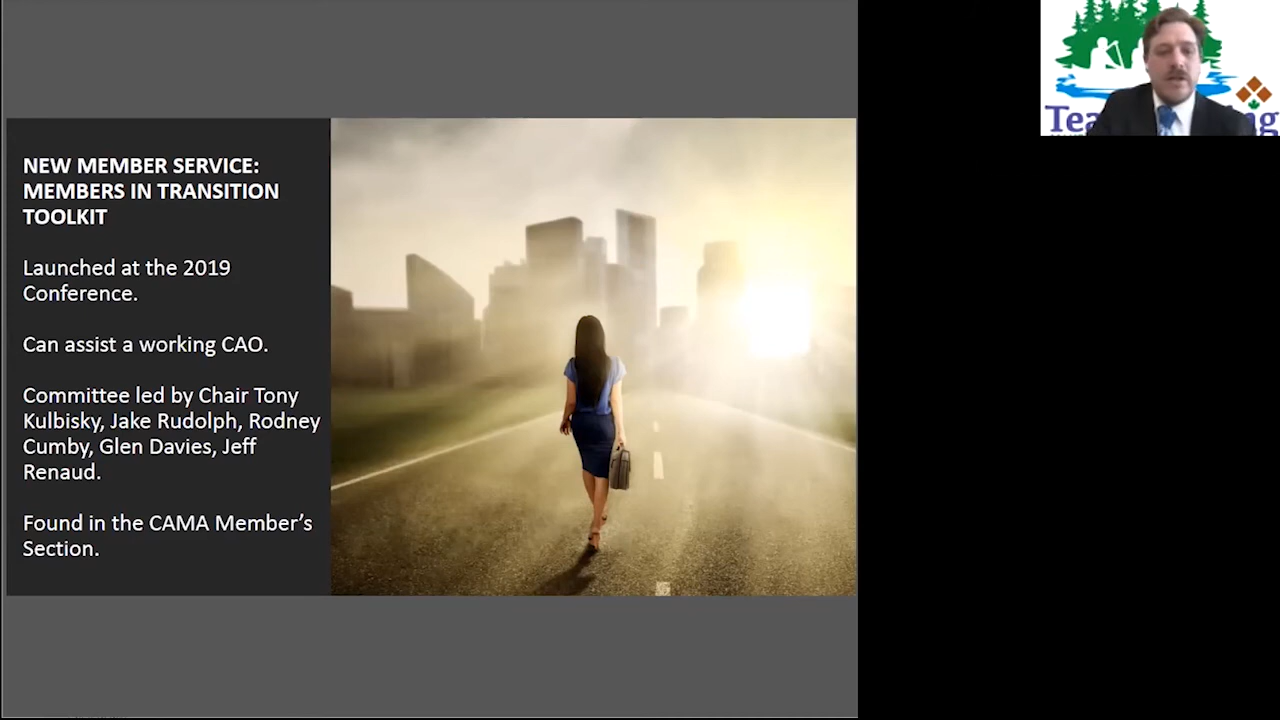 NEW MEMBER SERVICE:
MEMBERS IN TRANSITION
TOOLKIT
Launched at the 2019
Conference.
Can assist a working CAO.
Committee led by Chair Tony
Kulbisky, Jake Rudolph, Rodney
Cumby, Glen Davies, Jeff
Renaud.
Found in the CAMA Member's
Section.